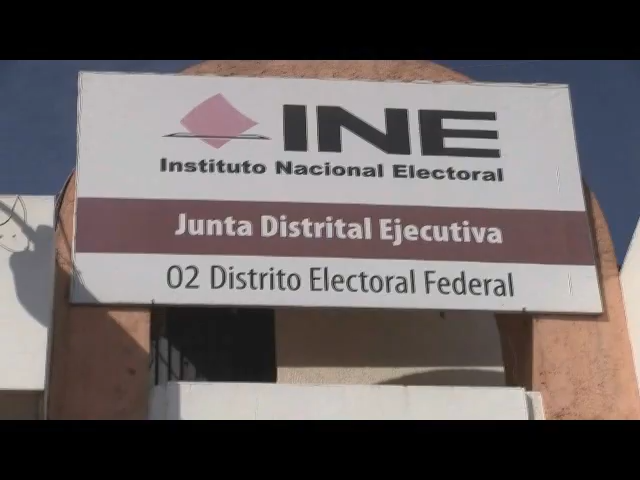 INE
Instituto Nacional Electoral
Junta Distrital Ejecutiva
02 Distrito Electoral Federal